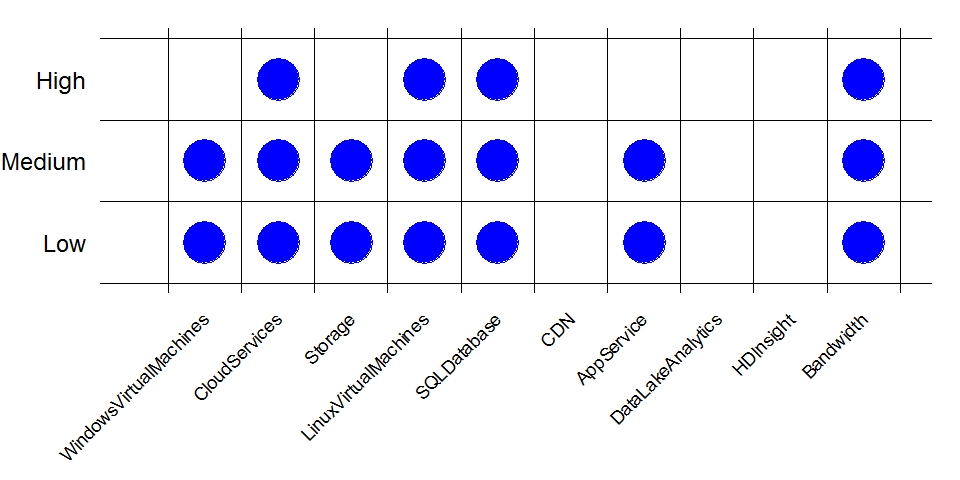 High
Medium
Low
WindowsVirtualMachines
CloudServices
Storage
LinuxVirtualMachines
SQLDatabase
CDN
AppService
DataLakeAnalytics
HDInsight
Bandwidth